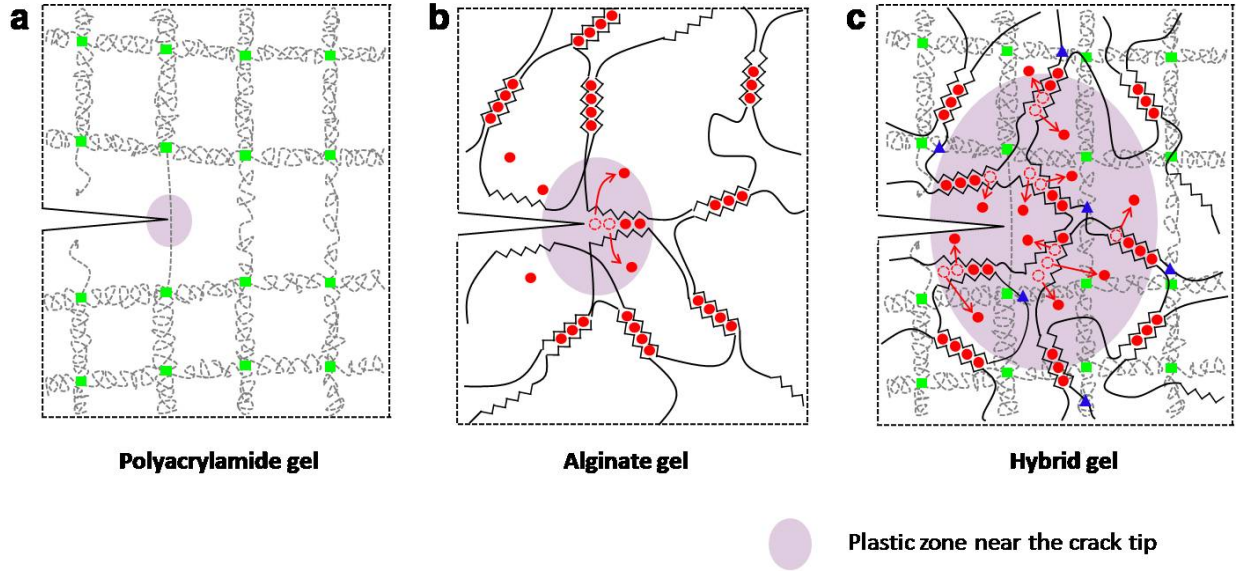 a
b
c
Polyacrylamide gel
Alginate gel
Hybrid gel
Plastic zone near the crack tip